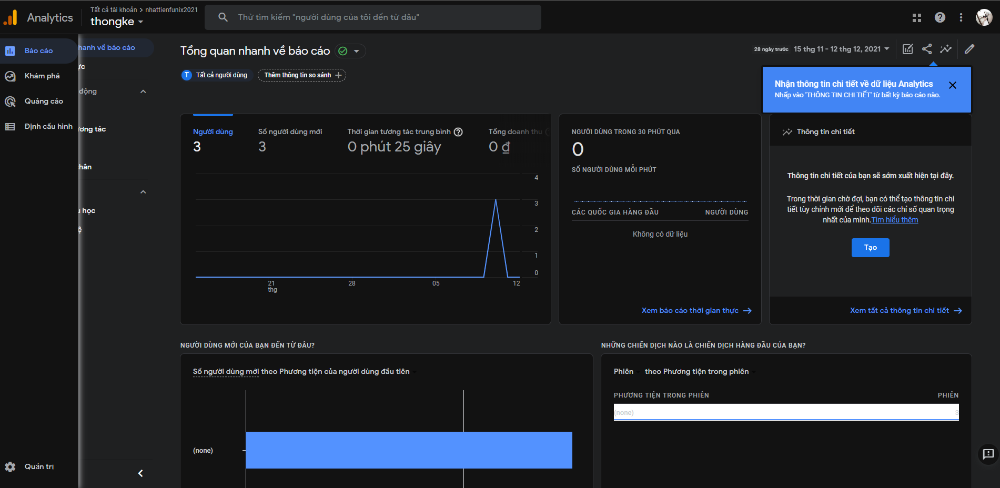 Analytics
Tất cả tài khoản > nhattienfunix2021
thongke
Thử tìm kiếm "người dùng của tôi đến từ đâu"
Báo cáo
Khám phá
Quảng cáo
Định cấu hình
Quản trị
hanh về báo cáo
ực
động
ương tác
hân
u học
ệ
Tổng quan nhanh về báo cáo
28 ngày trước 15 thg 11 - 12 thg 12, 2021
T Tất cả người dùng
Thêm thông tin so sánh
Nhận thông tin chi tiết về dữ liệu Analytics
Nhấp vào 'THÔNG TIN CHI TIẾT' từ bất kỳ báo cáo nào.
Người dùng
3
Số người dùng mới
3
Thời gian tương tác trung bình
0 phút 25 giây
Tổng doanh thu
0 ₫
4
3
2
1
0
21
thg
28
05
12
NGƯỜI DÙNG TRONG 30 PHÚT QUA
0
SỐ NGƯỜI DÙNG MỖI PHÚT
CÁC QUỐC GIA HÀNG ĐẦU NGƯỜI DÙNG
Không có dữ liệu
Xem báo cáo thời gian thực
Thông tin chi tiết
Thông tin chi tiết của bạn sẽ sớm xuất hiện tại đây.
Trong thời gian chờ đợi, bạn có thể tạo thông tin chi
tiết tùy chỉnh mới để theo dõi các chỉ số quan trọng
nhất của mình.Tìm hiểu thêm
Tạo
Xem tất cả thông tin chi tiết
NGƯỜI DÙNG MỚI CỦA BẠN ĐẾN TỪ ĐÂU?
Số người dùng mới theo Phương tiện của người dùng đầu tiên
(none)
NHỮNG CHIẾN DỊCH NÀO LÀ CHIẾN DỊCH HÀNG ĐẦU CỦA BẠN?
Phiên theo Phương tiện trong phiên
PHƯƠNG TIỆN TRONG PHIÊN PHIÊN
(none) 3